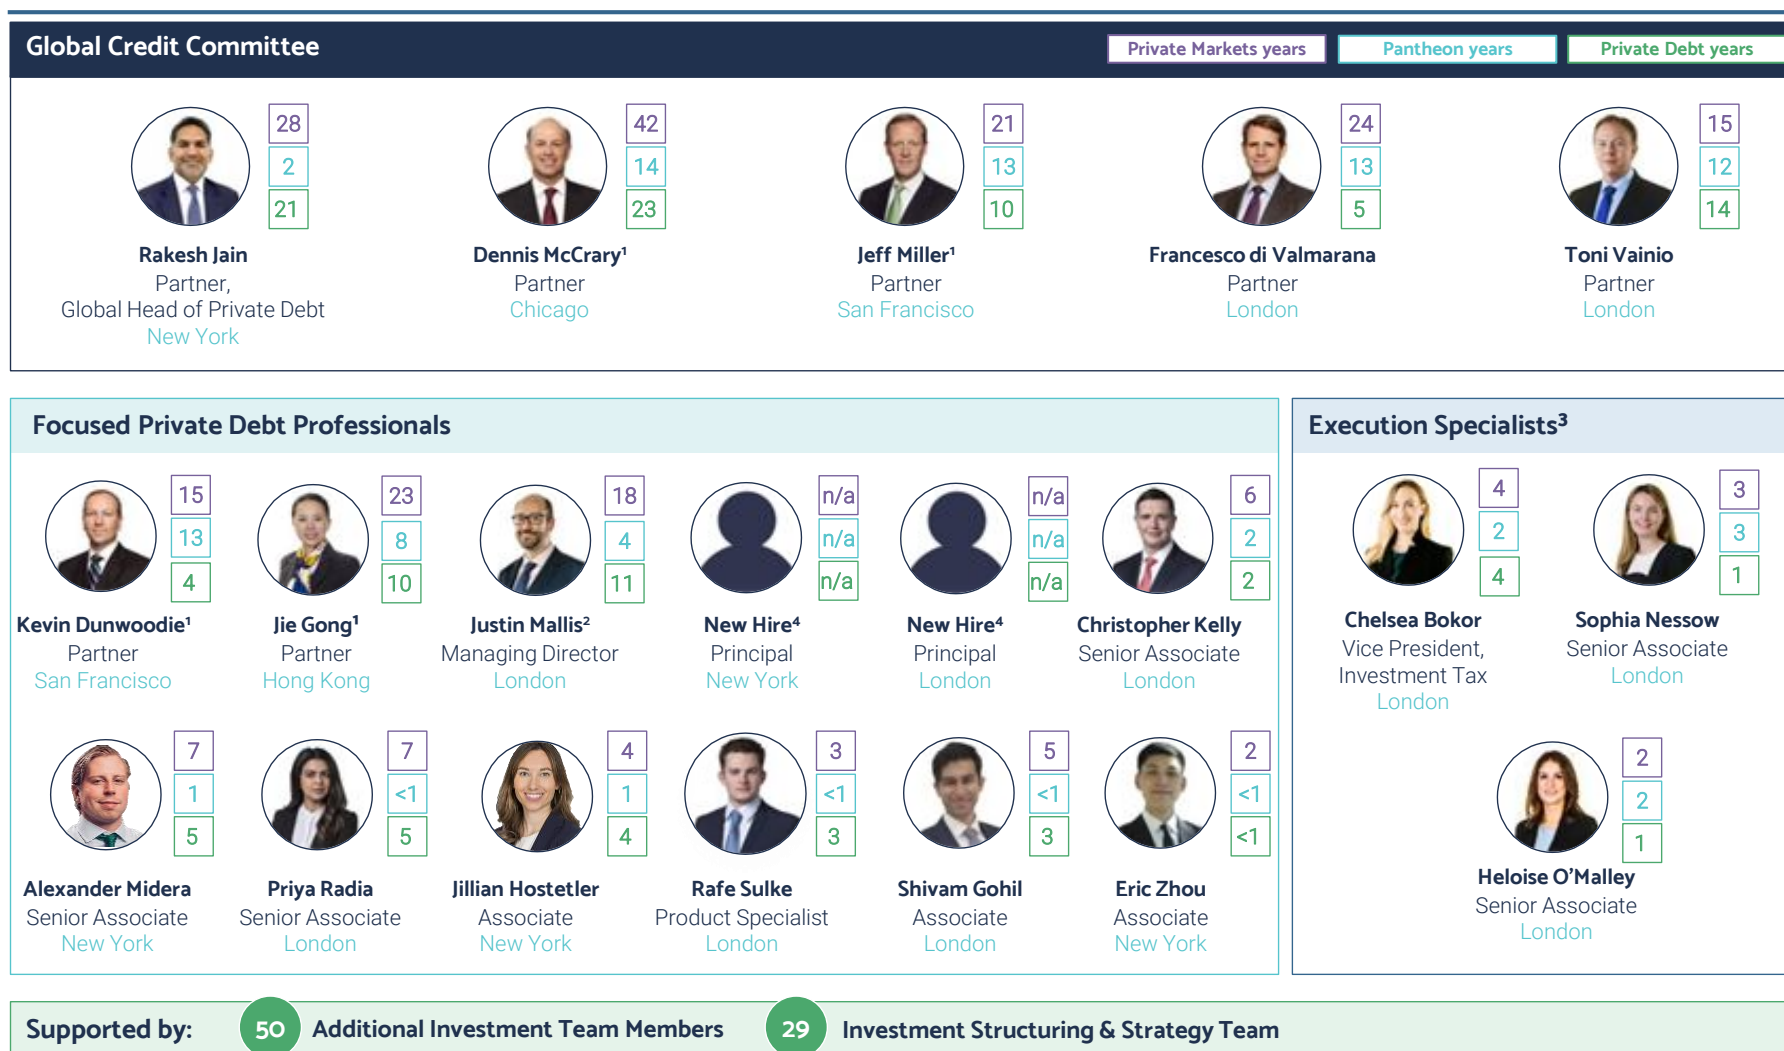 Global Credit Committee
Private Markets years
Pantheon years
Private Debt years
28
2
21
Rakesh Jain
Partner,
Global Head of Private Debt
New York
42
14
23
Dennis McCrary¹
Partner
Chicago
21
13
10
Jeff Miller¹
Partner
San Francisco
24
13
5
Francesco di Valmarana
Partner
London
15
12
14
Toni Vainio
Partner
London
Focused Private Debt Professionals
15
13
4
Kevin Dunwoodie¹
Partner
San Francisco
23
8
10
Jie Gong¹
Partner
Hong Kong
18
4
11
Justin Mallis²
Managing Director
London
n/a
n/a
n/a
New Hire⁴
Principal
New York
n/a
n/a
n/a
New Hire⁴
Principal
London
6
2
2
Christopher Kelly
Senior Associate
London
7
1
5
Alexander Midera
Senior Associate
New York
7
<1
5
Priya Radia
Senior Associate
London
4
1
4
Jillian Hostetler
Associate
New York
3
<1
3
Rafe Sulke
Product Specialist
London
5
<1
3
Shivam Gohil
Associate
London
2
<1
<1
Eric Zhou
Associate
New York
Execution Specialists³
4
2
4
Chelsea Bokor
Vice President,
Investment Tax
London
3
3
1
Sophia Nessow
Senior Associate
London
2
2
1
Heloise O'Malley
Senior Associate
London
Supported by:
50 Additional Investment Team Members
29 Investment Structuring & Strategy Team